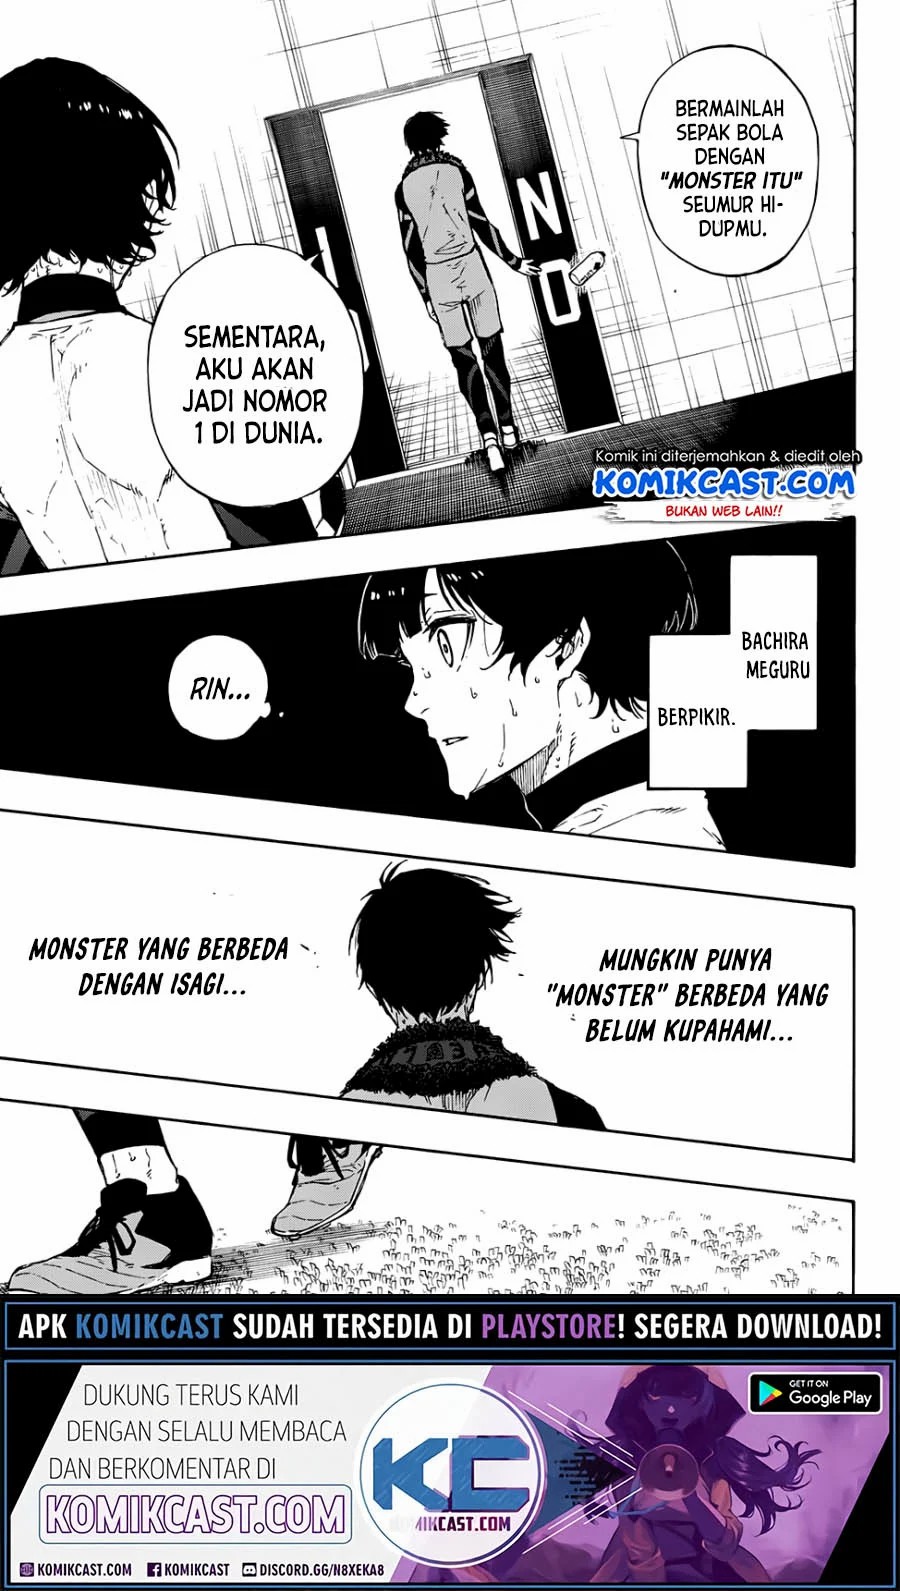 BERMAINLAH
SEPAK BOLA
DENGAN
"MONSTER ITU"
SEUMUR HI-
DUPMU.
SEMENTARA,
AKU AKAN
JADI NOMOR
1 DI DUNIA.
NO
Komik ini diterjemahkan & diedit oleh
KOMIKCAST.COM
BUKAN WEB LAIN!!
BACHIRA
MEGURU
BERPIKIR.
RIN...
MUNGKIN PUNYA
"MONSTER" BERBEDA YANG
BELUM KUPAHAMI...
MONSTER YANG BERBEDA
DENGAN ISAGI...
APK KOMIKCAST SUDAH TERSEDIA DI PLAYSTORE! SEGERA DOWNLOAD!
DUKUNG TERUS KAMI
DENGAN SELALU MEMBACA
DAN BERKOMENTAR DI
KOMIKCAST.COM
KOMIKCAST.COM
KOMIKCAST
DISCORD.GG/N8XEKA8
KC
KOMIKCAST.COM
GET IT ON
Google Play